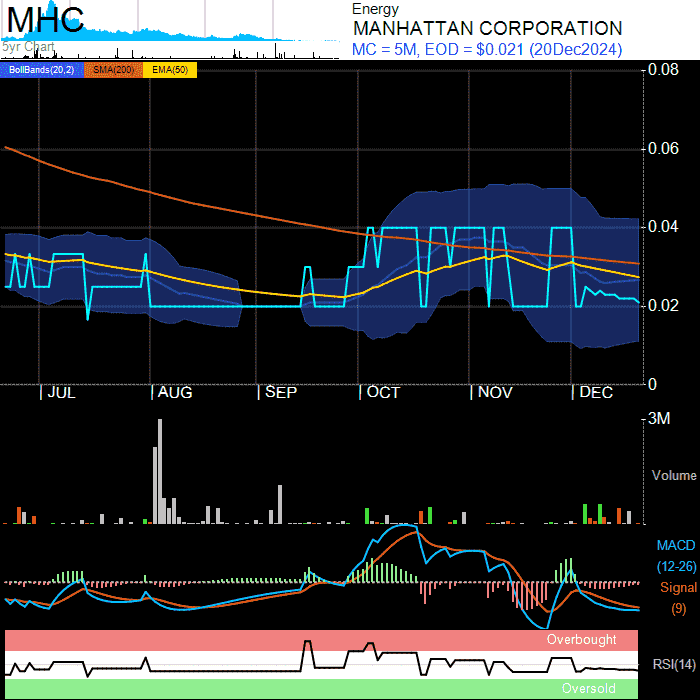 MHC
5yr Chart
Energy
MANHATTAN CORPORATION
MC = 5M, EOD = $0.021 (20Dec2024)
BollBands(20,2) SMA(200) EMA(50)
0.08
0.06
0.04
0.02
0
JUL AUG SEP OCT NOV DEC
3M
Volume
MACD
(12-26)
Signal
(9)
Overbought
RSI(14)
Oversold